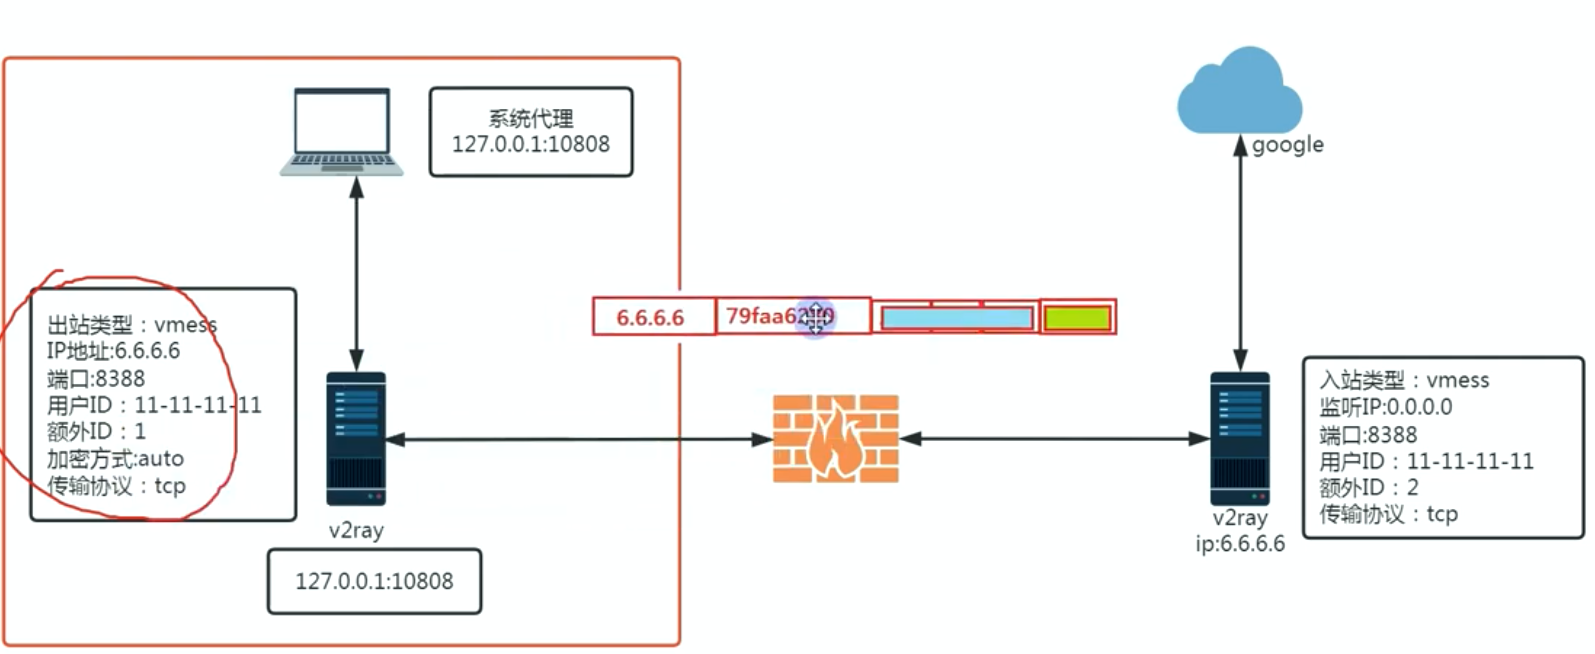 系统代理
127.0.0.1:10808
google
6.6.6.6
出站类型：vmess
IP地址:6.6.6.6
端口:8388
用户ID：11-11-11-11
额外ID：1
加密方式:auto
传输协议：tcp
v2ray
127.0.0.1:10808
入站类型：vmess
监听IP:0.0.0.0
端口:8388
用户ID：11-11-11-11
额外ID：2
传输协议：tcp
v2ray
ip:6.6.6.6